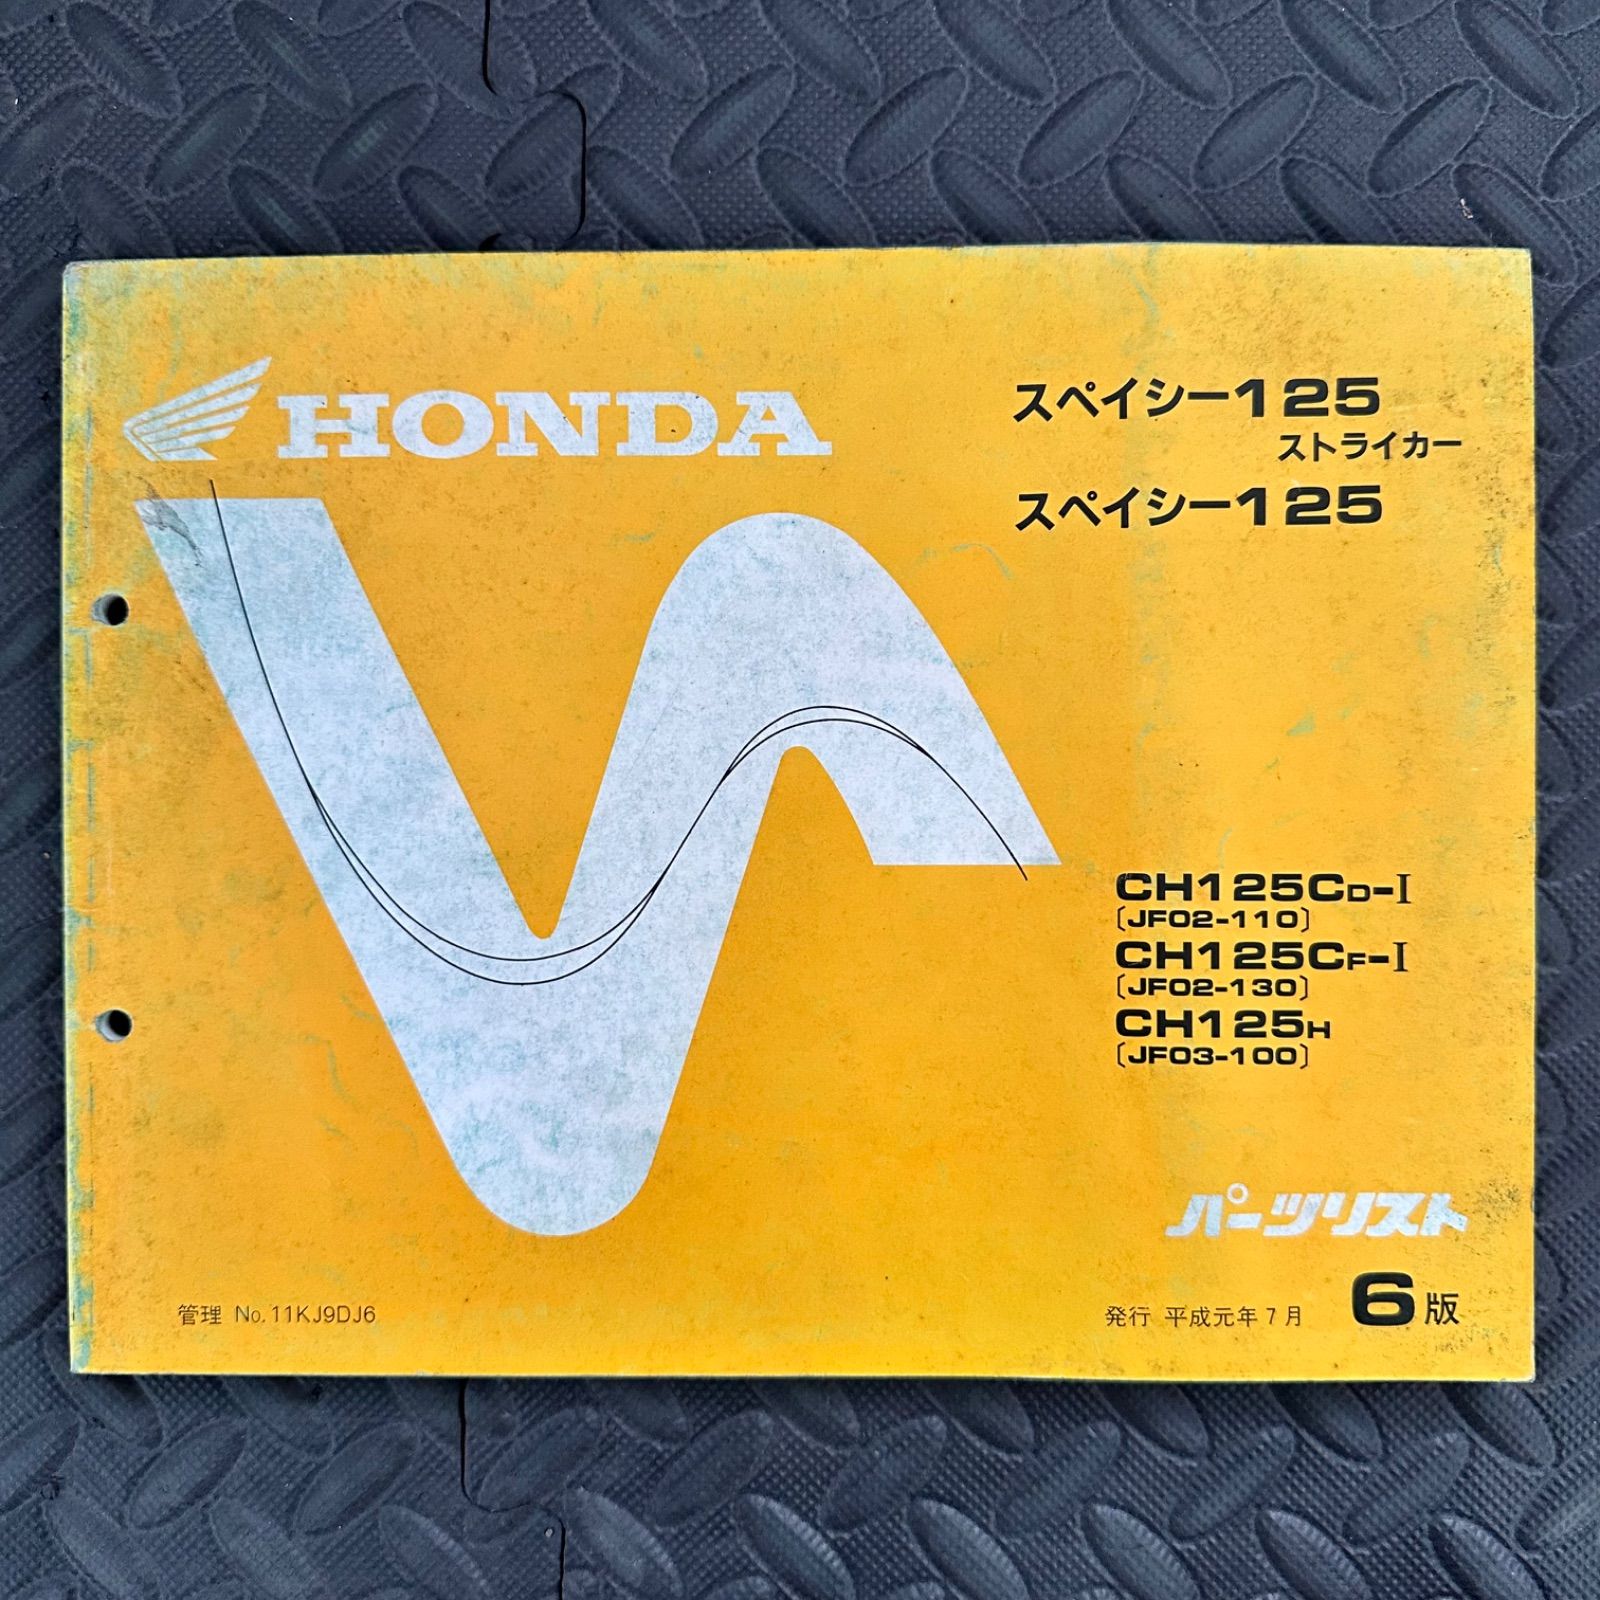 HONDA
スペイシー125
ストライカー
スペイシー125
CH125CD-I
〔JF02-110〕
CH125CF-I
〔JF02-130〕
CH125H
〔JF03-100〕
パーツリスト
管理 No.11KJ9DJ6
発行 平成元年7月 6版